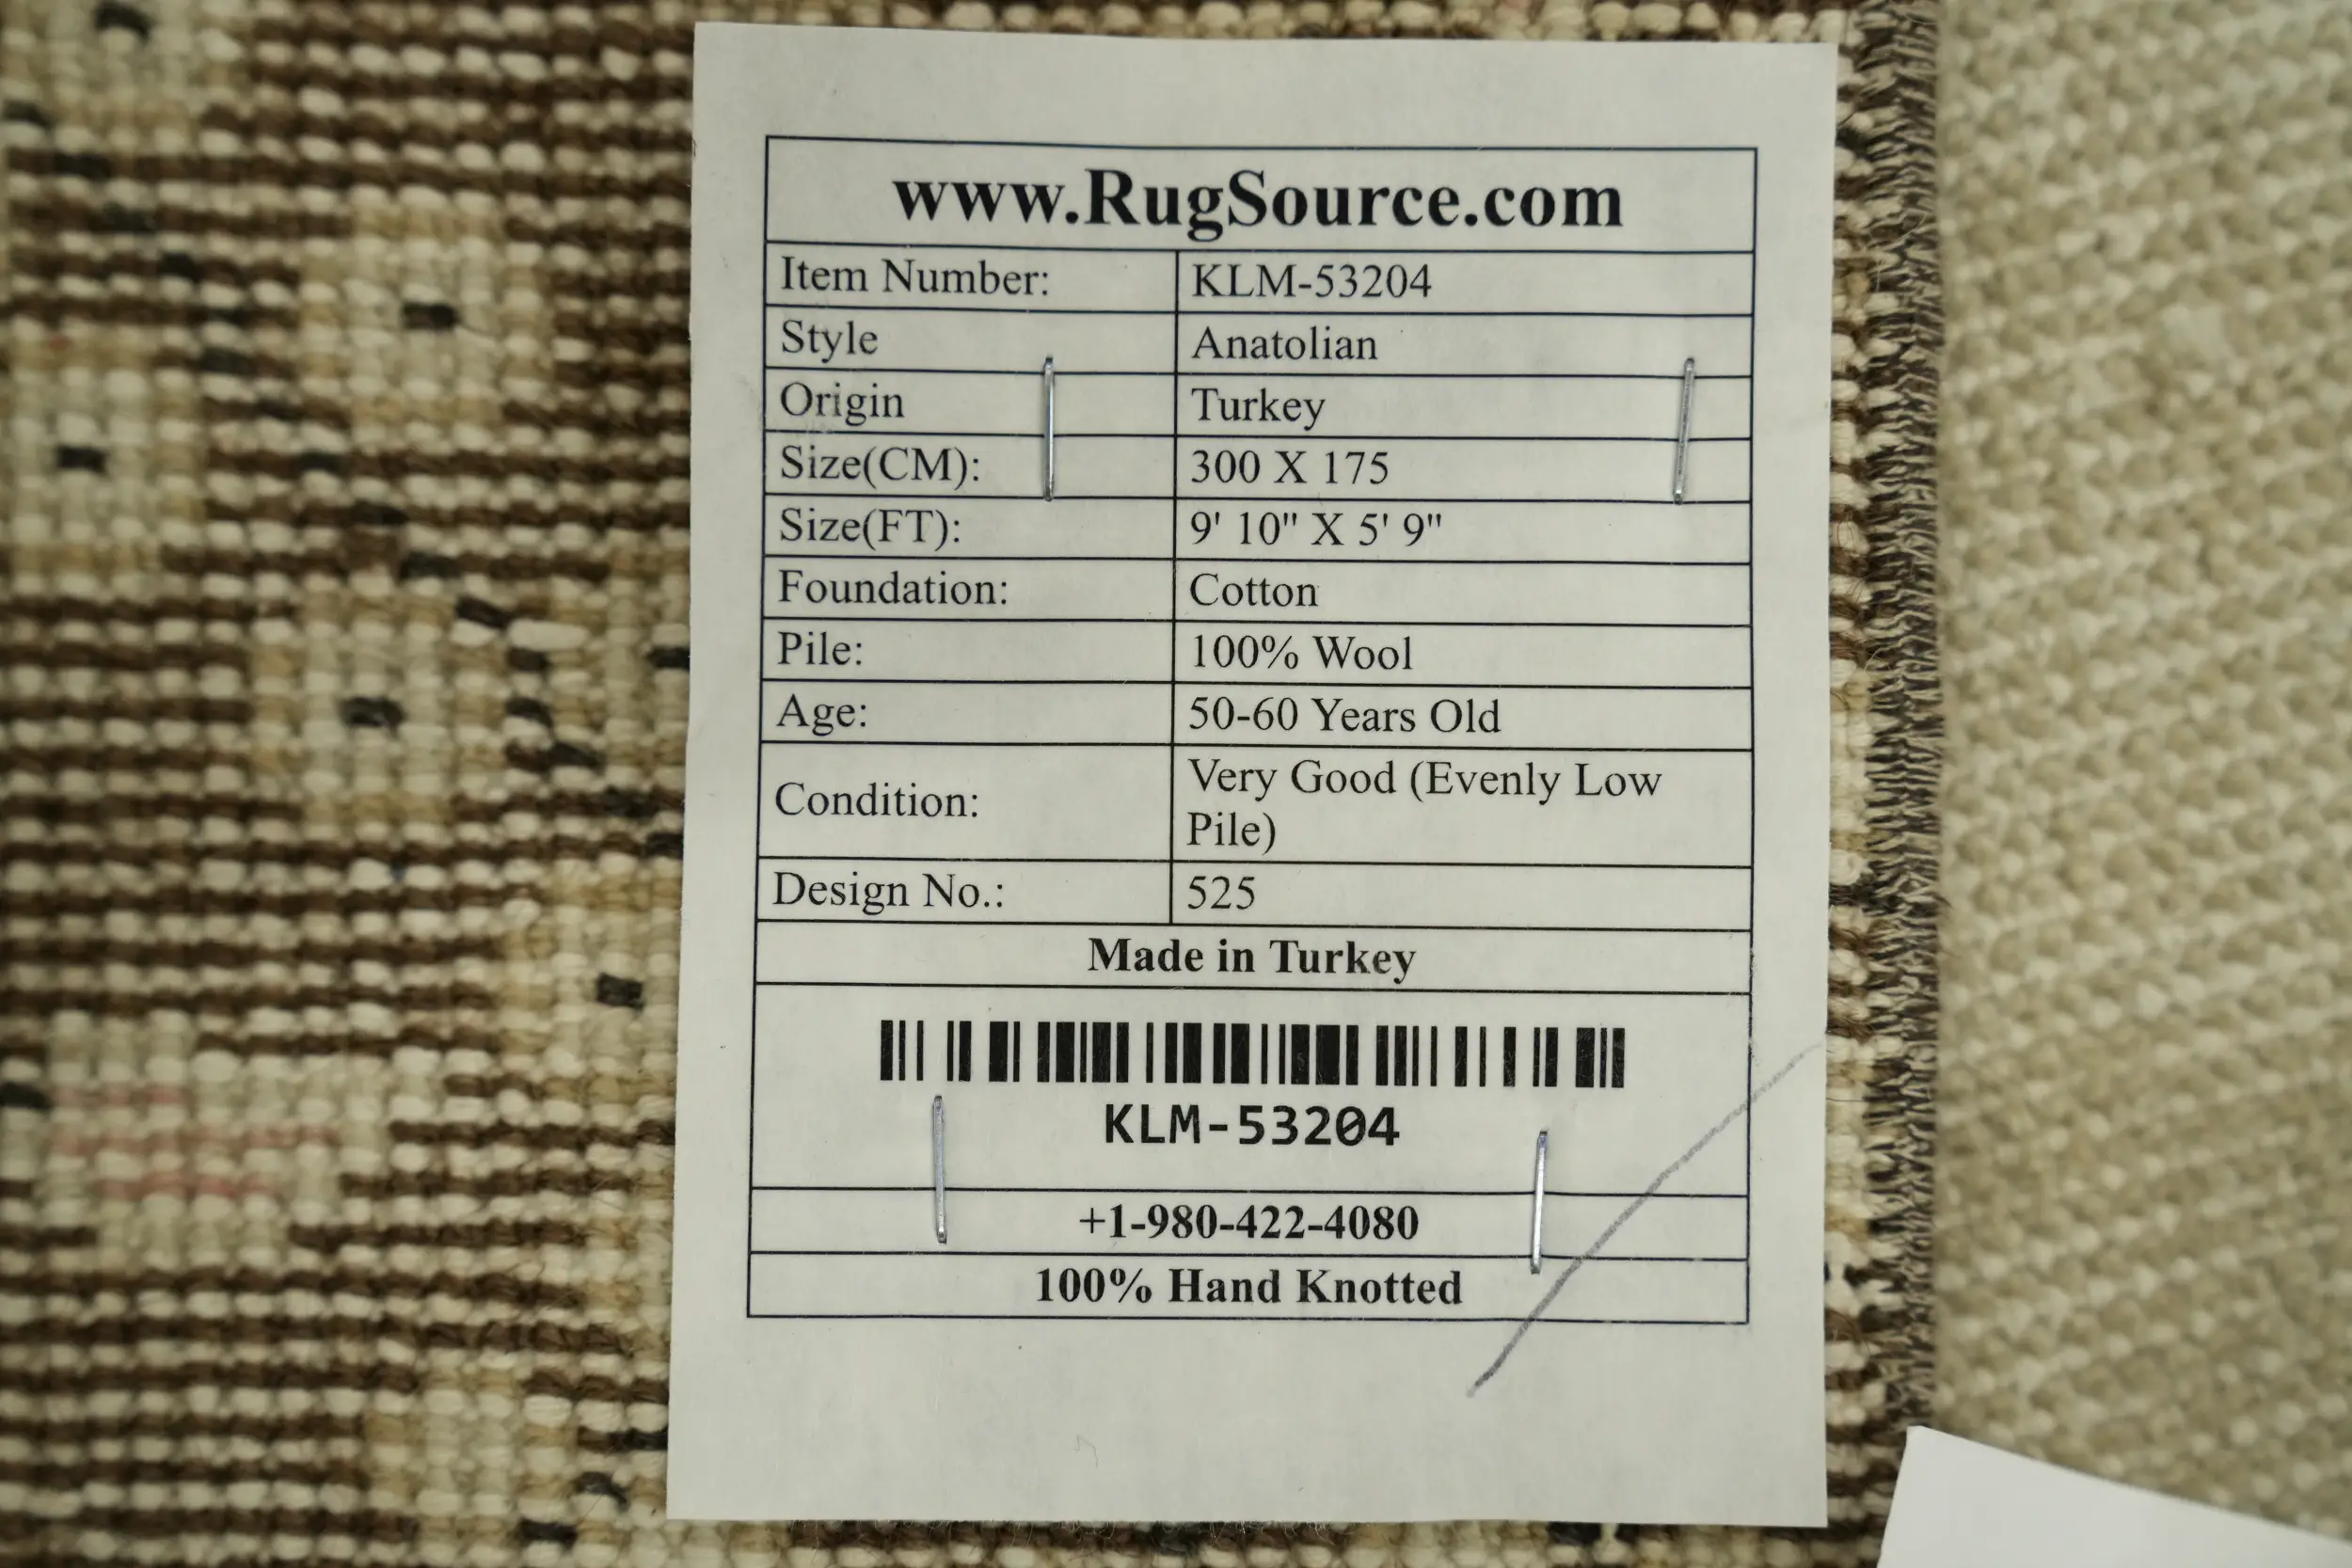 www.RugSource.com
Item Number: KLM-53204
Style Anatolian
Origin Turkey
Size(CM): 300 X 175
Size(FT): 9' 10" X 5' 9"
Foundation: Cotton
Pile: 100% Wool
Age: 50-60 Years Old
Condition: Very Good (Evenly Low
Pile)
Design No.: 525
Made in Turkey
KLM-53204
+1-980-422-4080
100% Hand Knotted